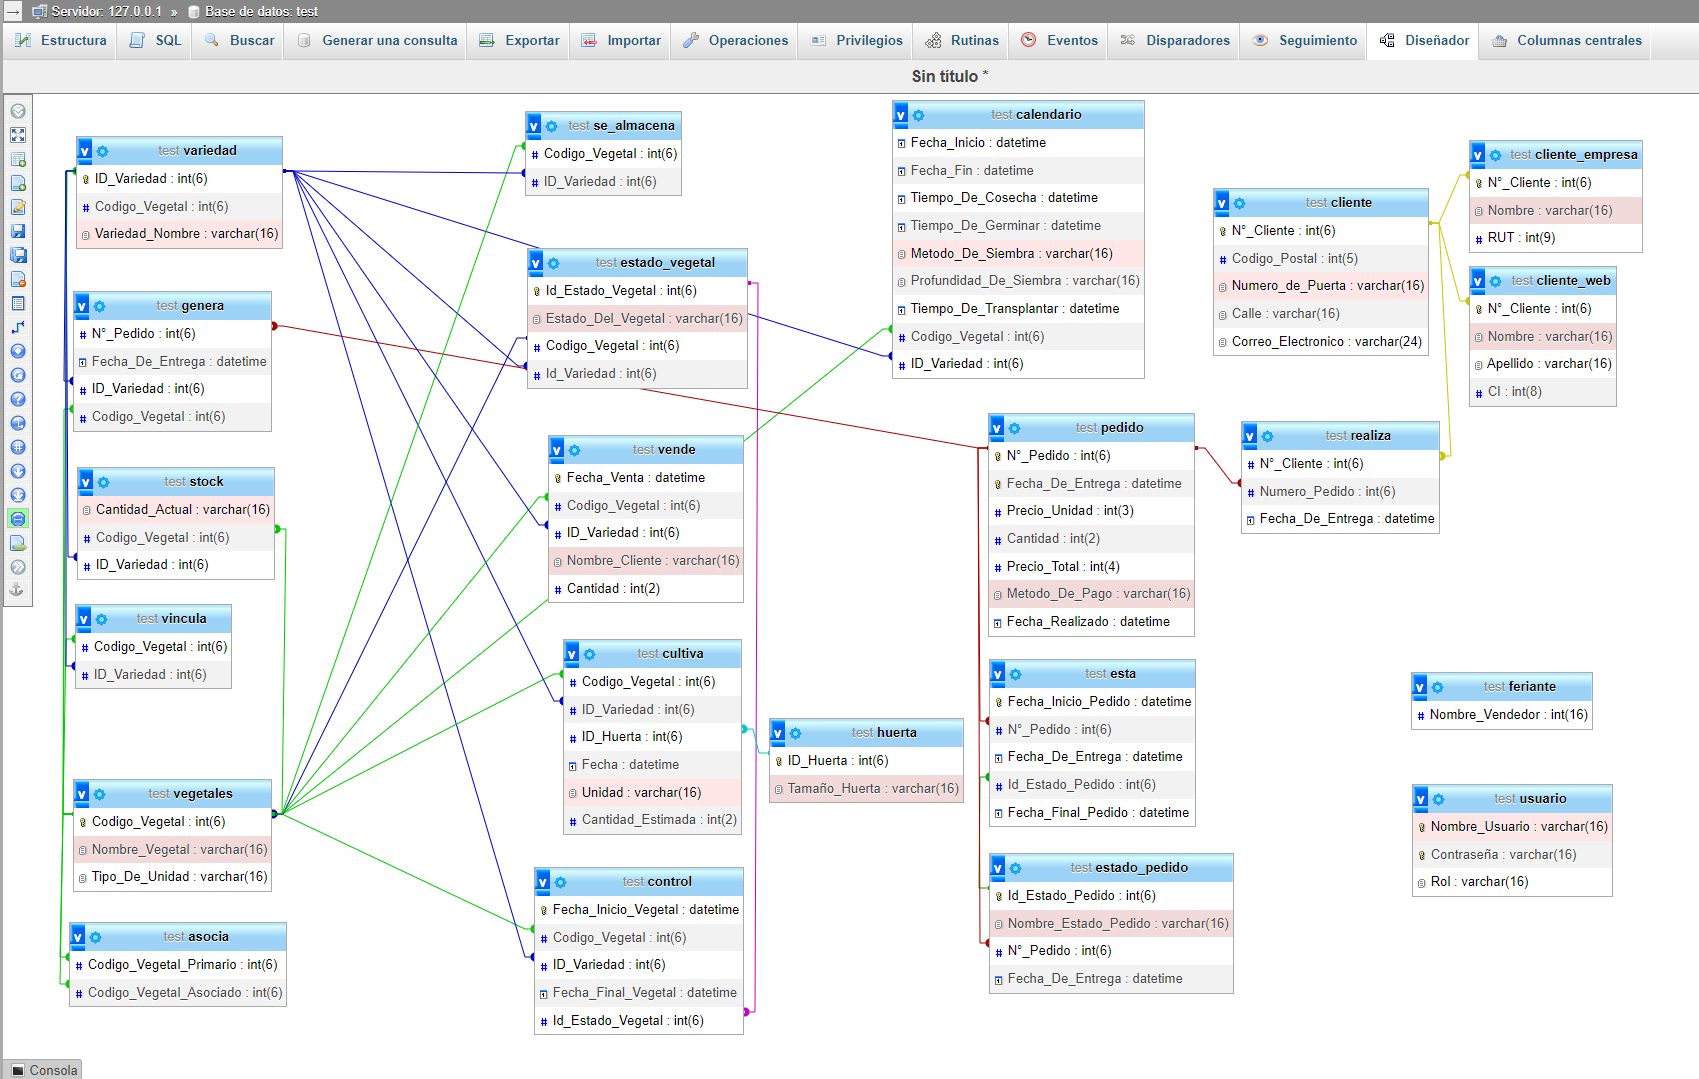 Servidor: 127.0.0.1 » Base de datos: test
Estructura SQL Buscar Generar una consulta Exportar Importar Operaciones Privilegios Rutinas Eventos Disparadores Seguimiento Diseñador Columnas centrales
Sin título *
test variedad
ID_Variedad : int(6)
Codigo_Vegetal : int(6)
Variedad_Nombre : varchar(16)
test genera
N°_Pedido : int(6)
Fecha_De_Entrega : datetime
ID_Variedad : int(6)
Codigo_Vegetal : int(6)
test stock
Cantidad_Actual : varchar(16)
Codigo_Vegetal : int(6)
ID_Variedad : int(6)
test vincula
Codigo_Vegetal : int(6)
ID_Variedad : int(6)
test vegetales
Codigo_Vegetal : int(6)
Nombre_Vegetal : varchar(16)
Tipo_De_Unidad : varchar(16)
test asocia
Codigo_Vegetal_Primario : int(6)
Codigo_Vegetal_Asociado : int(6)
test se_almacena
Codigo_Vegetal : int(6)
ID_Variedad : int(6)
test estado_vegetal
Id_Estado_Vegetal : int(6)
Estado_Del_Vegetal : varchar(16)
Codigo_Vegetal : int(6)
Id_Variedad : int(6)
test vende
Fecha_Venta : datetime
Codigo_Vegetal : int(6)
ID_Variedad : int(6)
Nombre_Cliente : varchar(16)
Cantidad : int(2)
test cultiva
Codigo_Vegetal : int(6)
ID_Variedad : int(6)
ID_Huerta : int(6)
Fecha : datetime
Unidad : varchar(16)
Cantidad_Estimada : int(2)
test control
Fecha_Inicio_Vegetal : datetime
Codigo_Vegetal : int(6)
ID_Variedad : int(6)
Fecha_Final_Vegetal : datetime
Id_Estado_Vegetal : int(6)
test huerta
ID_Huerta : int(6)
Tamaño_Huerta : varchar(16)
test calendario
Fecha_Inicio : datetime
Fecha_Fin : datetime
Tiempo_De_Cosecha : datetime
Tiempo_De_Germinar : datetime
Metodo_De_Siembra : varchar(16)
Profundidad_De_Siembra : varchar(16)
Tiempo_De_Transplantar : datetime
Codigo_Vegetal : int(6)
ID_Variedad : int(6)
test pedido
N°_Pedido : int(6)
Fecha_De_Entrega : datetime
Precio_Unidad : int(3)
Cantidad : int(2)
Precio_Total : int(4)
Metodo_De_Pago : varchar(16)
Fecha_Realizado : datetime
test esta
Fecha_Inicio_Pedido : datetime
N°_Pedido : int(6)
Fecha_De_Entrega : datetime
Id_Estado_Pedido : int(6)
Fecha_Final_Pedido : datetime
test estado_pedido
Id_Estado_Pedido : int(6)
Nombre_Estado_Pedido : varchar(16)
N°_Pedido : int(6)
Fecha_De_Entrega : datetime
test cliente
N°_Cliente : int(6)
Codigo_Postal : int(5)
Numero_de_Puerta : varchar(16)
Calle : varchar(16)
Correo_Electronico : varchar(24)
test realiza
N°_Cliente : int(6)
Numero_Pedido : int(6)
Fecha_De_Entrega : datetime
test cliente_empresa
N°_Cliente : int(6)
Nombre : varchar(16)
RUT : int(9)
test cliente_web
N°_Cliente : int(6)
Nombre : varchar(16)
Apellido : varchar(16)
CI : int(8)
test feriante
Nombre_Vendedor : int(16)
test usuario
Nombre_Usuario : varchar(16)
Contraseña : varchar(16)
Rol : varchar(16)
Consola